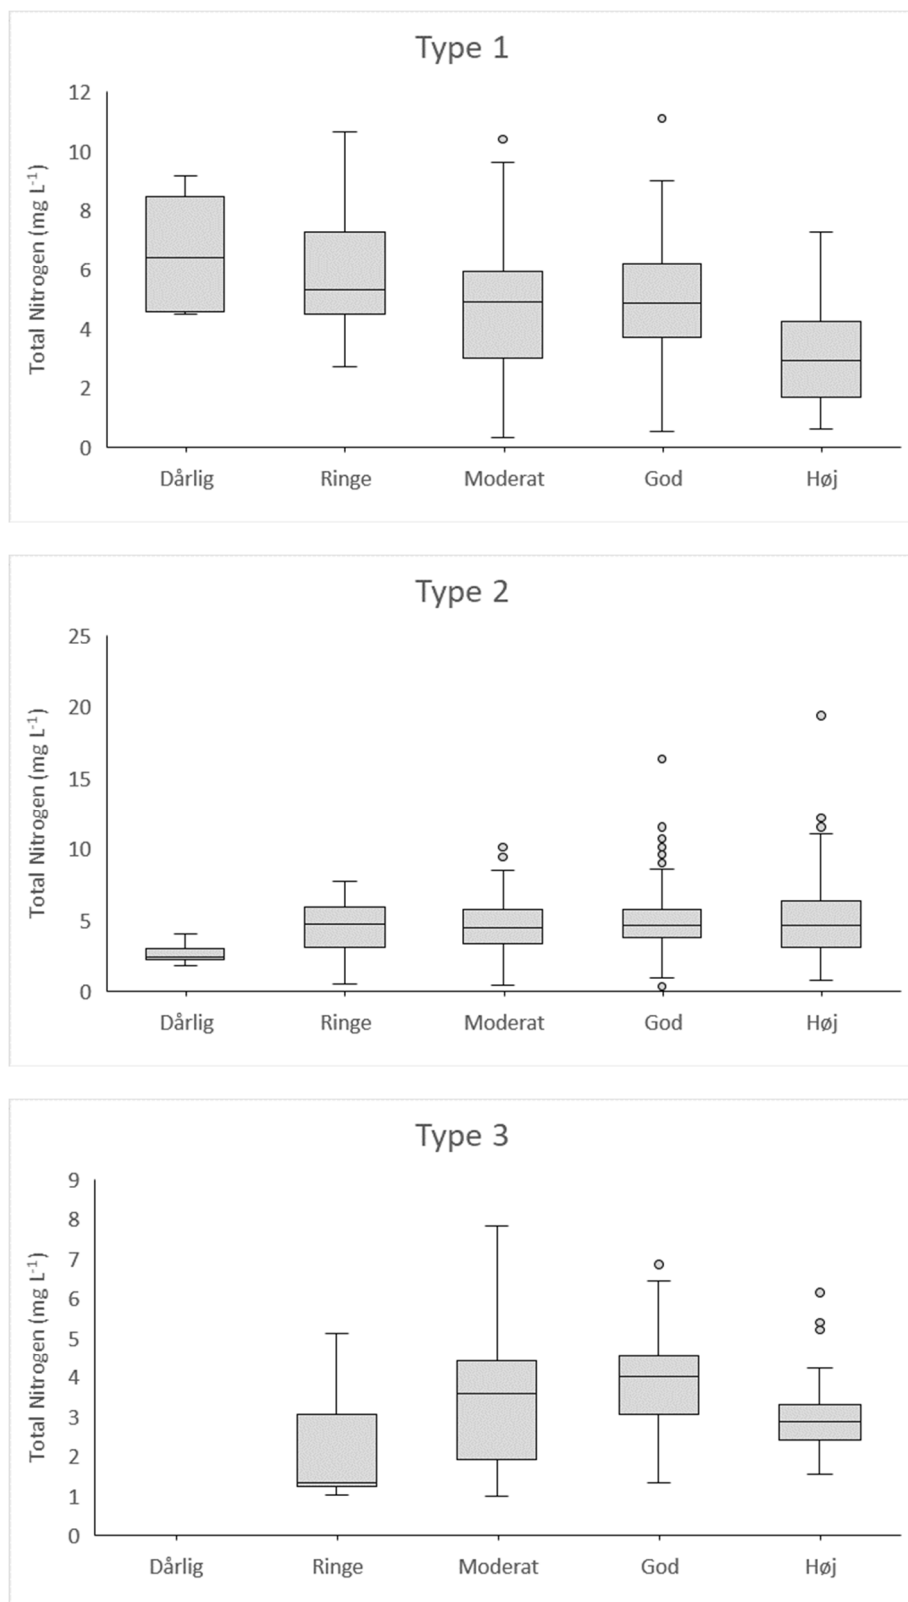 Type 1
Total Nitrogen (mg L⁻¹)
12
10
8
6
4
2
0
Dårlig Ringe Moderat God Høj
Type 2
Total Nitrogen (mg L⁻¹)
25
20
15
10
5
0
Dårlig Ringe Moderat God Høj
Type 3
Total Nitrogen (mg L⁻¹)
9
8
7
6
5
4
3
2
1
0
Dårlig Ringe Moderat God Høj